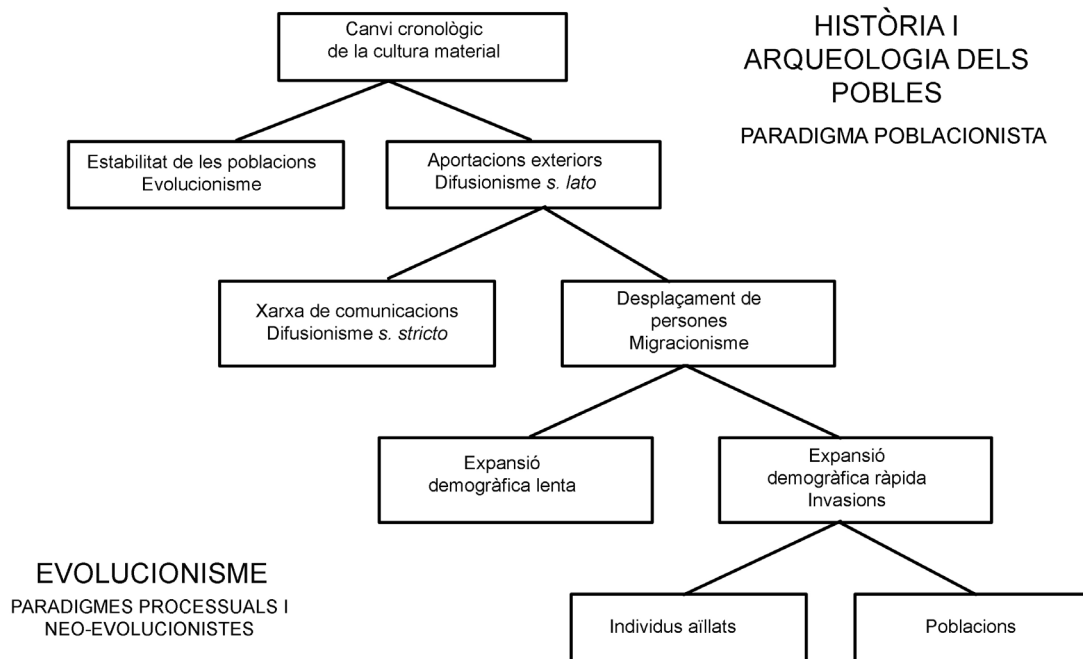 Canvi cronològic
de la cultura material
HISTÒRIA I
ARQUEOLOGIA DELS
POBLES
PARADIGMA POBLACIONISTA
Estabilitat de les poblacions
Evolucionisme
Aportacions exteriors
Difusionisme s. lato
Xarxa de comunicacions
Difusionisme s. stricto
Desplaçament de
persones
Migracionisme
Expansió
demogràfica lenta
Expansió
demogràfica ràpida
Invasions
EVOLUCIONISME
PARADIGMES PROCESSUALS I
NEO-EVOLUCIONISTES
Individus aïllats
Poblacions